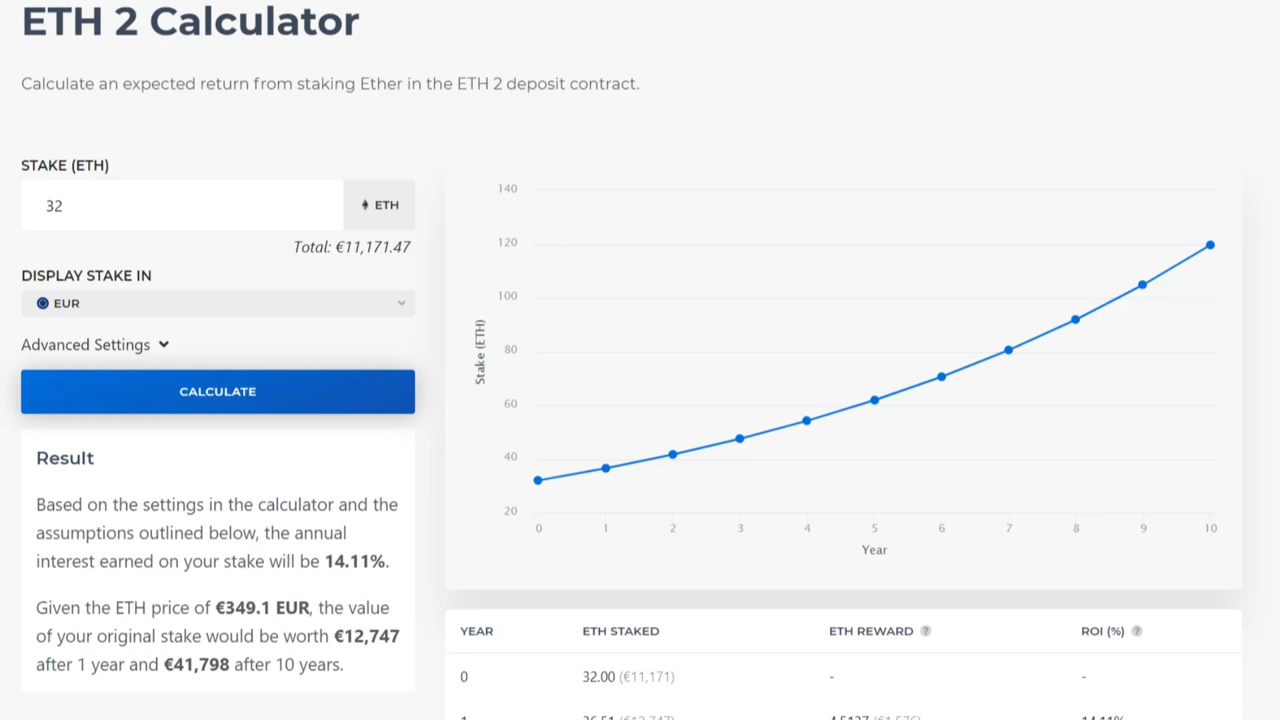 ETH 2 Calculator
Calculate an expected return from staking Ether in the ETH 2 deposit contract.
STAKE (ETH)
32
ETH
Total: €11,171.47
DISPLAY STAKE IN
EUR
Advanced Settings
CALCULATE
Result
Based on the settings in the calculator and the
assumptions outlined below, the annual
interest earned on your stake will be 14.11%.
Given the ETH price of €349.1 EUR, the value
of your original stake would be worth €12,747
after 1 year and €41,798 after 10 years.
140
120
100
80
60
40
20
Stake (ETH)
0 1 2 3 4 5 6 7 8 9 10
Year
YEAR ETH STAKED ETH REWARD ? ROI (%) ?
0 32.00 (€11,171) - -